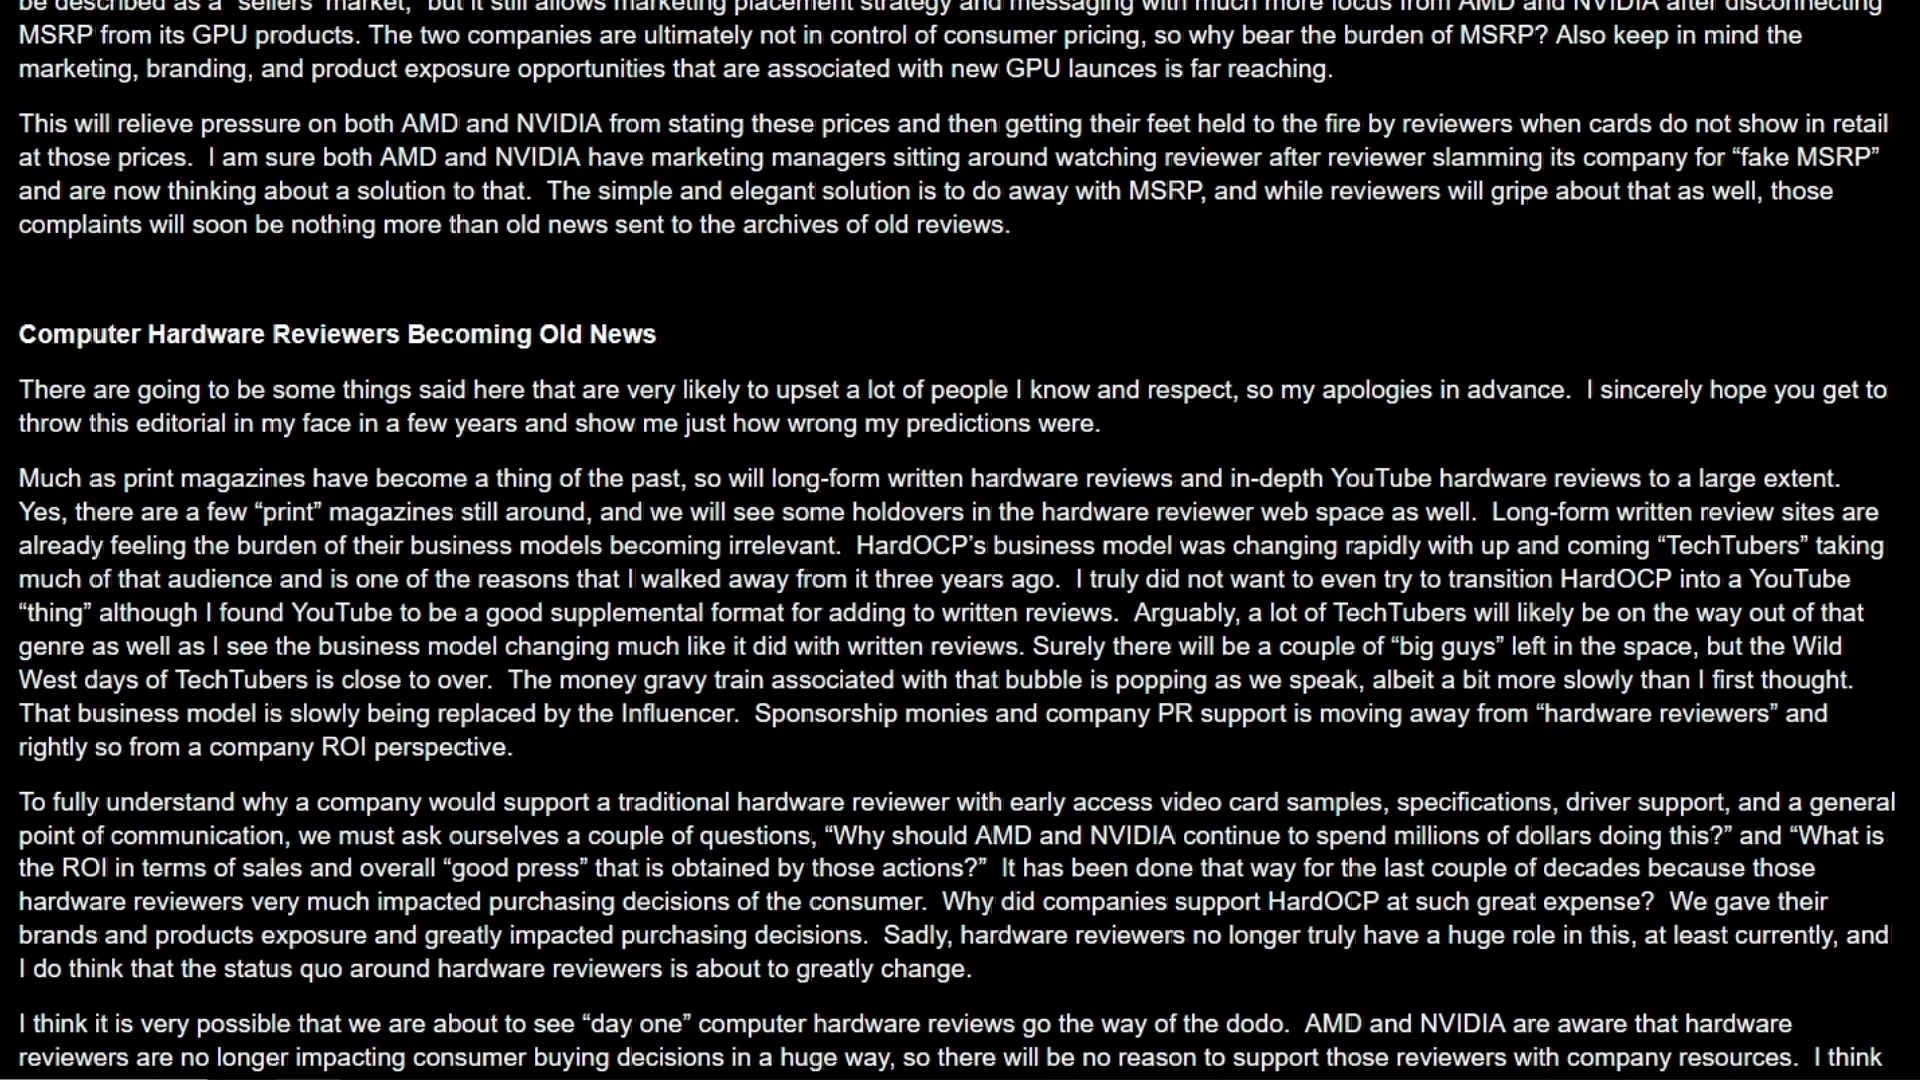 be described as a “sellers’ market,” but it still allows marketing placement strategy and messaging with much more focus from AMD and NVIDIA after disconnecting
MSRP from its GPU products. The two companies are ultimately not in control of consumer pricing, so why bear the burden of MSRP? Also keep in mind the
marketing, branding, and product exposure opportunities that are associated with new GPU launces is far reaching.
This will relieve pressure on both AMD and NVIDIA from stating these prices and then getting their feet held to the fire by reviewers when cards do not show in retail
at those prices.  I am sure both AMD and NVIDIA have marketing managers sitting around watching reviewer after reviewer slamming its company for “fake MSRP”
and are now thinking about a solution to that.  The simple and elegant solution is to do away with MSRP, and while reviewers will gripe about that as well, those
complaints will soon be nothing more than old news sent to the archives of old reviews.
Computer Hardware Reviewers Becoming Old News
There are going to be some things said here that are very likely to upset a lot of people I know and respect, so my apologies in advance.  I sincerely hope you get to
throw this editorial in my face in a few years and show me just how wrong my predictions were.
Much as print magazines have become a thing of the past, so will long-form written hardware reviews and in-depth YouTube hardware reviews to a large extent.
Yes, there are a few “print” magazines still around, and we will see some holdovers in the hardware reviewer web space as well.  Long-form written review sites are
already feeling the burden of their business models becoming irrelevant.  HardOCP’s business model was changing rapidly with up and coming “TechTubers” taking
much of that audience and is one of the reasons that I walked away from it three years ago.  I truly did not want to even try to transition HardOCP into a YouTube
“thing” although I found YouTube to be a good supplemental format for adding to written reviews.  Arguably, a lot of TechTubers will likely be on the way out of that
genre as well as I see the business model changing much like it did with written reviews. Surely there will be a couple of “big guys” left in the space, but the Wild
West days of TechTubers is close to over.  The money gravy train associated with that bubble is popping as we speak, albeit a bit more slowly than I first thought.
That business model is slowly being replaced by the Influencer.  Sponsorship monies and company PR support is moving away from “hardware reviewers” and
rightly so from a company ROI perspective.
To fully understand why a company would support a traditional hardware reviewer with early access video card samples, specifications, driver support, and a general
point of communication, we must ask ourselves a couple of questions, “Why should AMD and NVIDIA continue to spend millions of dollars doing this?” and “What is
the ROI in terms of sales and overall “good press” that is obtained by those actions?”  It has been done that way for the last couple of decades because those
hardware reviewers very much impacted purchasing decisions of the consumer.  Why did companies support HardOCP at such great expense?  We gave their
brands and products exposure and greatly impacted purchasing decisions.  Sadly, hardware reviewers no longer truly have a huge role in this, at least currently, and
I do think that the status quo around hardware reviewers is about to greatly change.
I think it is very possible that we are about to see “day one” computer hardware reviews go the way of the dodo.  AMD and NVIDIA are aware that hardware
reviewers are no longer impacting consumer buying decisions in a huge way, so there will be no reason to support those reviewers with company resources.  I think